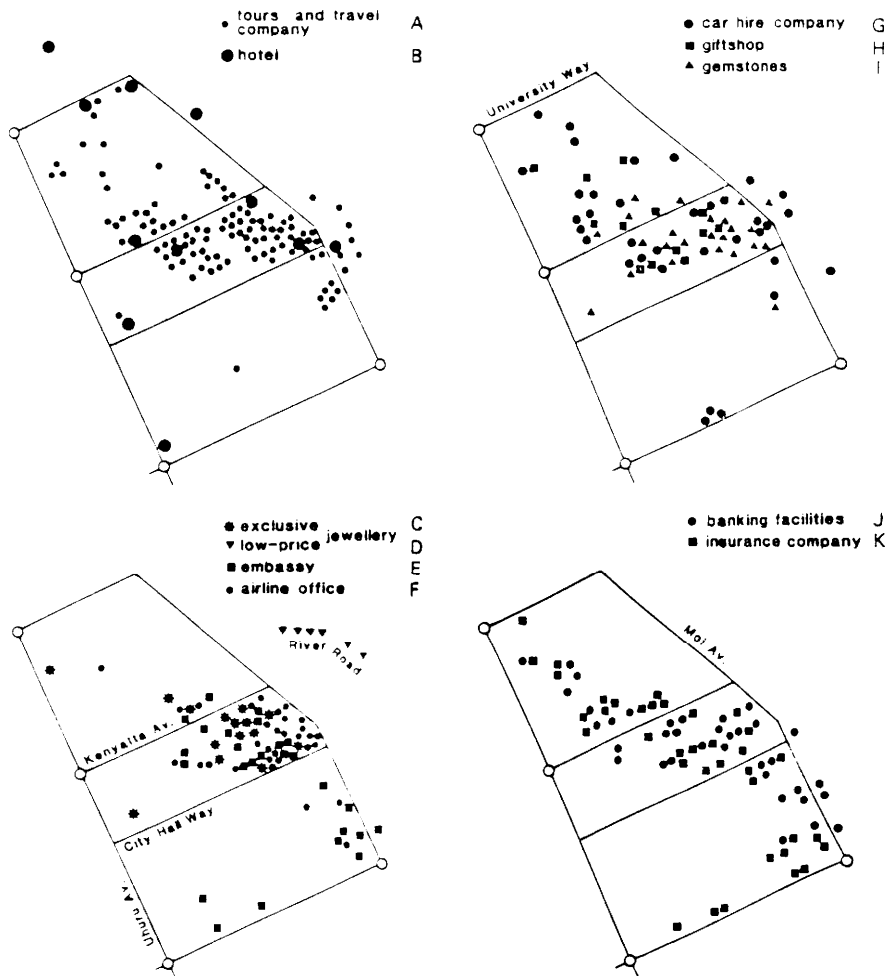 tours and travel company A
hotel B
car hire company G
giftshop H
gemstones I
University Way
exclusive C
jewellery
low-price D
embassy E
airline office F
River Road
Kenyatta Av.
City Hall Way
Uhuru Av.
banking facilities J
insurance company K
Moi Av.